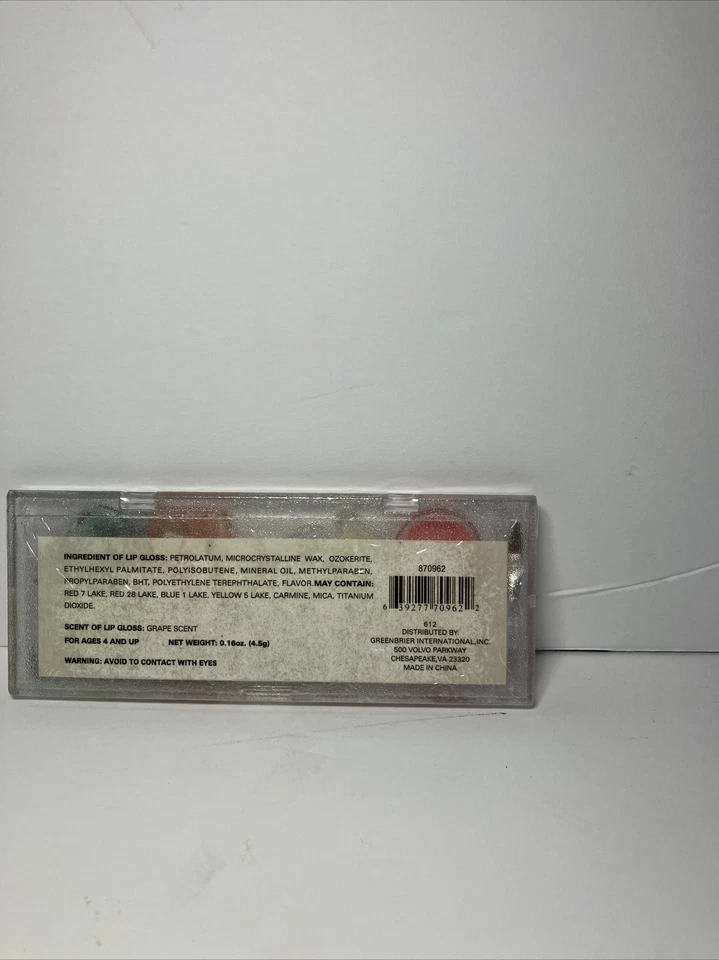 INGREDIENT OF LIP GLOSS: PETROLATUM, MICROCRYSTALLINE WAX, OZOKERITE,
ETHYLHEXYL PALMITATE, POLYISOBUTENE, MINERAL OIL, METHYLPARABEN,
PROPYLPARABEN, BHT, POLYETHYLENE TEREPHTHALATE, FLAVOR.MAY CONTAIN:
RED 7 LAKE, RED 28 LAKE, BLUE 1 LAKE, YELLOW 5 LAKE, CARMINE, MICA, TITANIUM
DIOXIDE.
SCENT OF LIP GLOSS: GRAPE SCENT
FOR AGES 4 AND UP NET WEIGHT: 0.16oz. (4.5g)
WARNING: AVOID TO CONTACT WITH EYES
870962
6 39277 70962 2
612
DISTRIBUTED BY:
GREENBRIER INTERNATIONAL,INC.
500 VOLVO PARKWAY
CHESAPEAKE,VA 23320
MADE IN CHINA